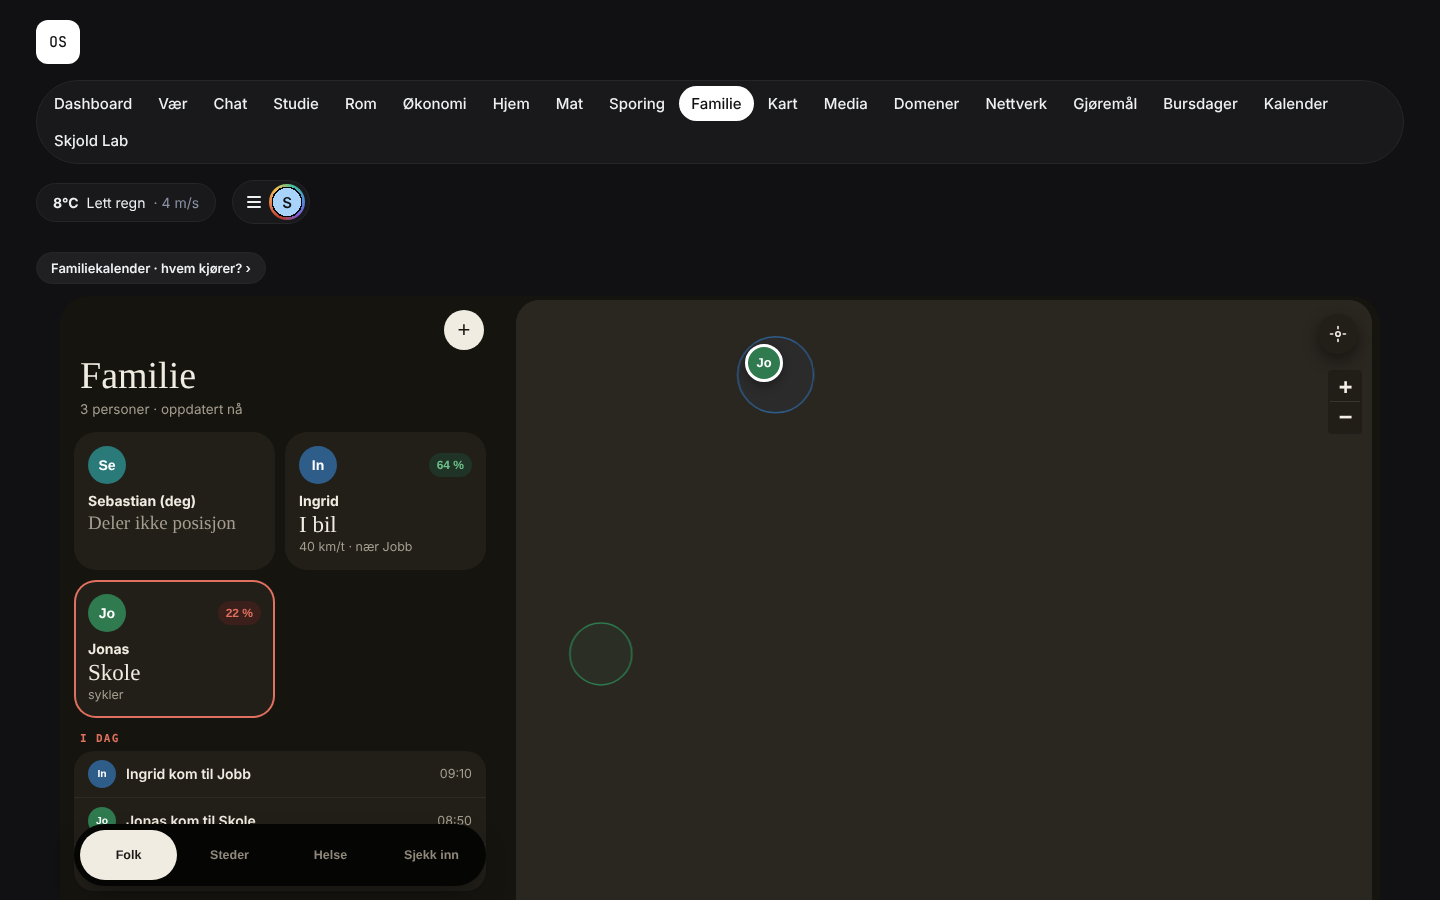 OS
Dashboard Vær Chat Studie Rom Økonomi Hjem Mat Sporing Familie Kart Media Domener Nettverk Gjøremål Bursdager Kalender
Skjold Lab
8°C Lett regn · 4 m/s
S
Familiekalender · hvem kjører? ›
+
Familie
3 personer · oppdatert nå
Se
Sebastian (deg)
Deler ikke posisjon
In 64 %
Ingrid
I bil
40 km/t · nær Jobb
Jo 22 %
Jonas
Skole
sykler
I DAG
In Ingrid kom til Jobb 09:10
Jo Jonas kom til Skole 08:50
Folk Steder Helse Sjekk inn
Jo
+
−